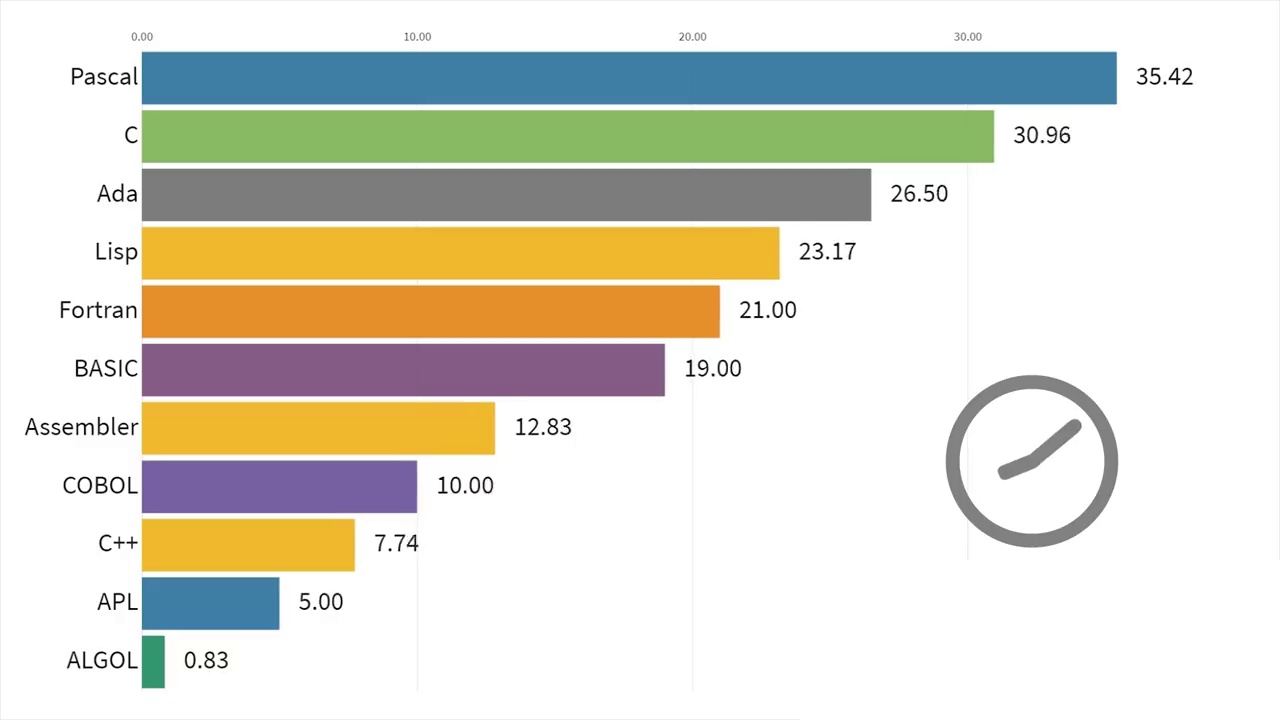 0.00 10.00 20.00 30.00
Pascal 35.42
C 30.96
Ada 26.50
Lisp 23.17
Fortran 21.00
BASIC 19.00
Assembler 12.83
COBOL 10.00
C++ 7.74
APL 5.00
ALGOL 0.83